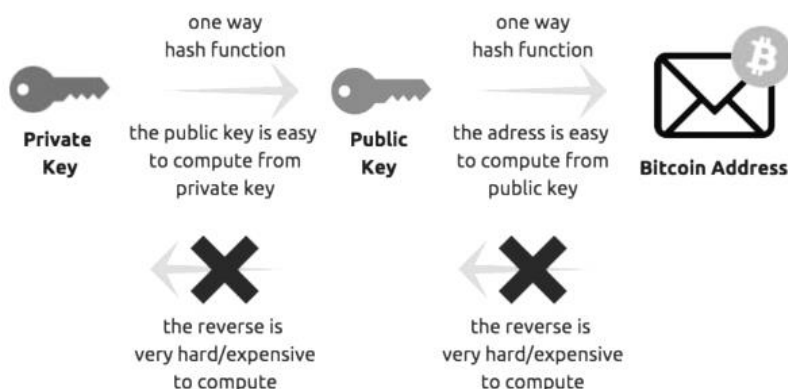 one way
hash function
one way
hash function
Private
Key
the public key is easy
to compute from
private key
Public
Key
the adress is easy
to compute from
public key
Bitcoin Address
the reverse is
very hard/expensive
to compute
the reverse is
very hard/expensive
to compute